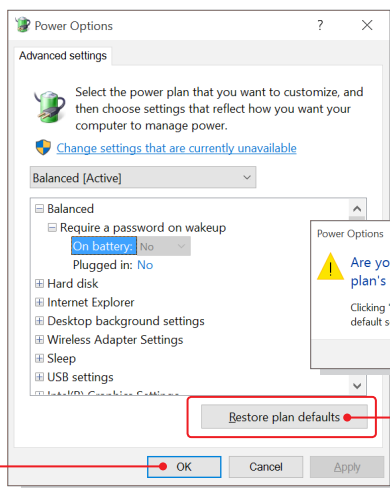 Power Options
Advanced settings
Select the power plan that you want to customize, and
then choose settings that reflect how you want your
computer to manage power.
Change settings that are currently unavailable
Balanced [Active]
Balanced
Require a password on wakeup
On battery: No
Plugged in: No
Hard disk
Internet Explorer
Desktop background settings
Wireless Adapter Settings
Sleep
USB settings
Intel(R) Graphics Settings
Power Options
Are yo
plan's
Clicking "
default s
Restore plan defaults
OK Cancel Apply